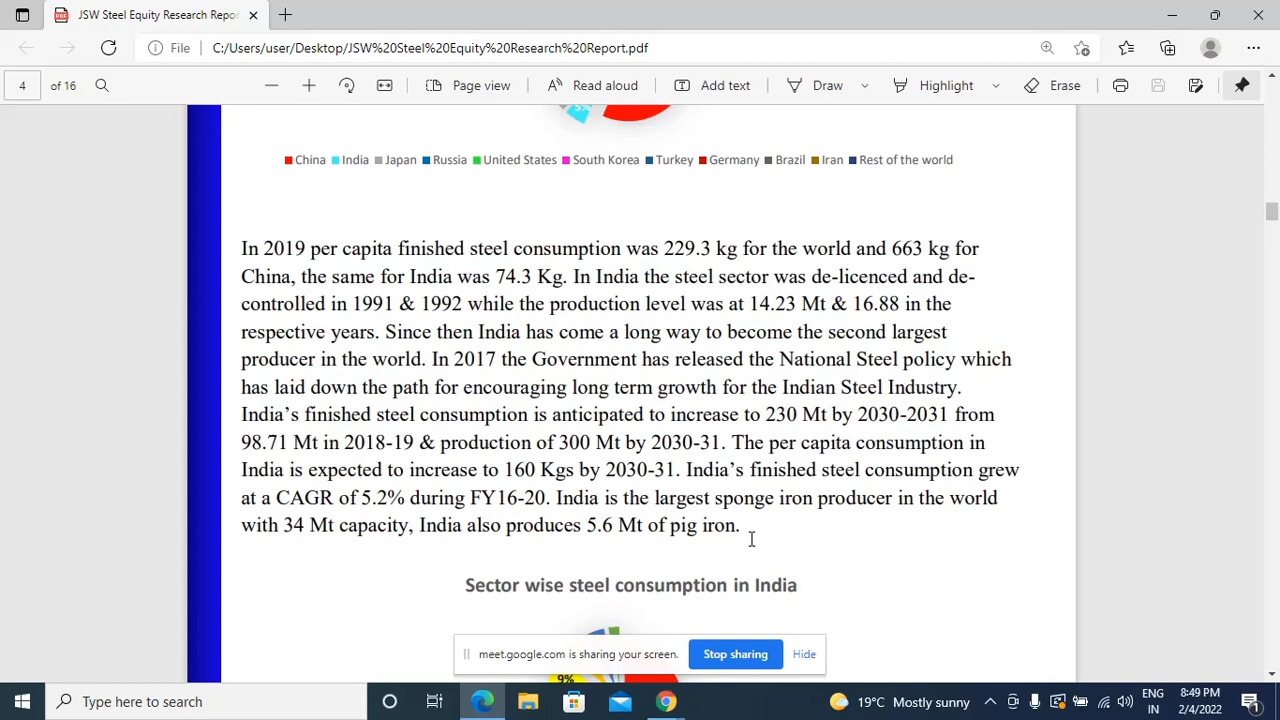 JSW Steel Equity Research Repor
File C:/Users/user/Desktop/JSW%20Steel%20Equity%20Research%20Report.pdf
4 of 16 Page view Read aloud Add text Draw Highlight Erase
China India Japan Russia United States South Korea Turkey Germany Brazil Iran Rest of the world
In 2019 per capita finished steel consumption was 229.3 kg for the world and 663 kg for
China, the same for India was 74.3 Kg. In India the steel sector was de-licenced and de-
controlled in 1991 & 1992 while the production level was at 14.23 Mt & 16.88 in the
respective years. Since then India has come a long way to become the second largest
producer in the world. In 2017 the Government has released the National Steel policy which
has laid down the path for encouraging long term growth for the Indian Steel Industry.
India's finished steel consumption is anticipated to increase to 230 Mt by 2030-2031 from
98.71 Mt in 2018-19 & production of 300 Mt by 2030-31. The per capita consumption in
India is expected to increase to 160 Kgs by 2030-31. India's finished steel consumption grew
at a CAGR of 5.2% during FY16-20. India is the largest sponge iron producer in the world
with 34 Mt capacity, India also produces 5.6 Mt of pig iron.
Sector wise steel consumption in India
meet.google.com is sharing your screen. Stop sharing Hide
9%
Type here to search
19°C Mostly sunny
ENG
IN
8:49 PM
2/4/2022
1